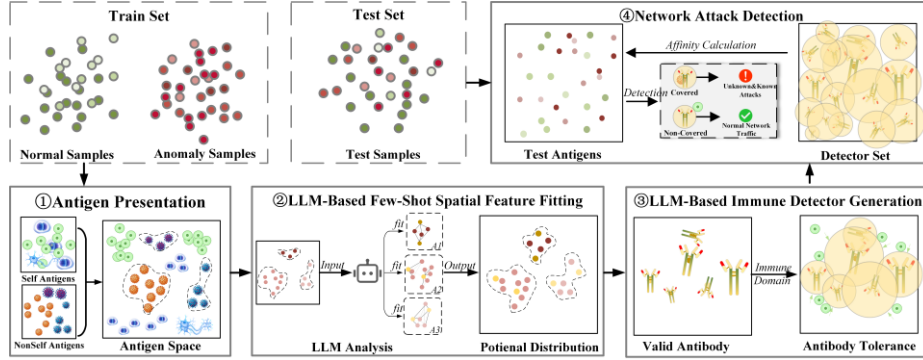 Train Set
Normal Samples
Anomaly Samples
Test Set
Test Samples
④Network Attack Detection
Affinity Calculation
Detection
Covered
Unknown&Known
Attacks
Non-Covered
Normal Network
Traffic
Test Antigens
Detector Set
①Antigen Presentation
Self Antigens
NonSelf Antigens
Antigen Space
②LLM-Based Few-Shot Spatial Feature Fitting
Input
fit
A1
fit
A2
fit
A3
Output
LLM Analysis
Potienal Distribution
③LLM-Based Immune Detector Generation
Immune
Domain
Valid Antibody
Antibody Tolerance